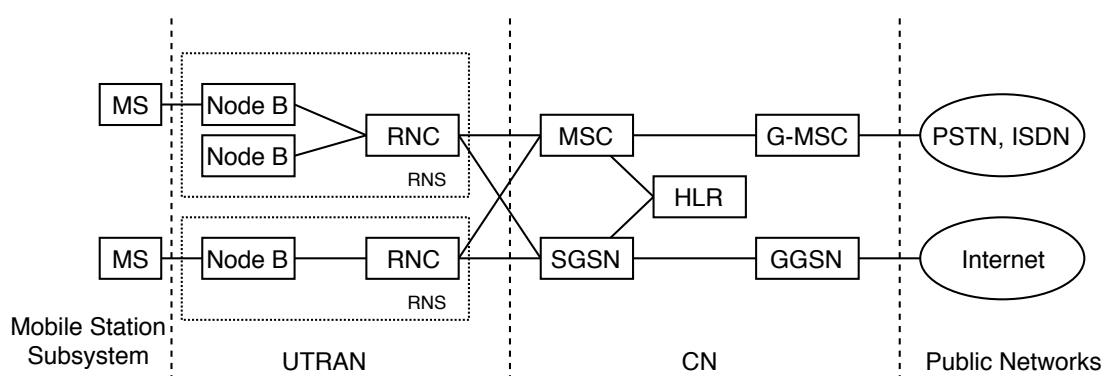 MS
Node B
Node B
RNC
RNS
MSC
G-MSC
PSTN, ISDN
HLR
MS
Node B
RNC
RNS
SGSN
GGSN
Internet
Mobile Station
Subsystem
UTRAN
CN
Public Networks